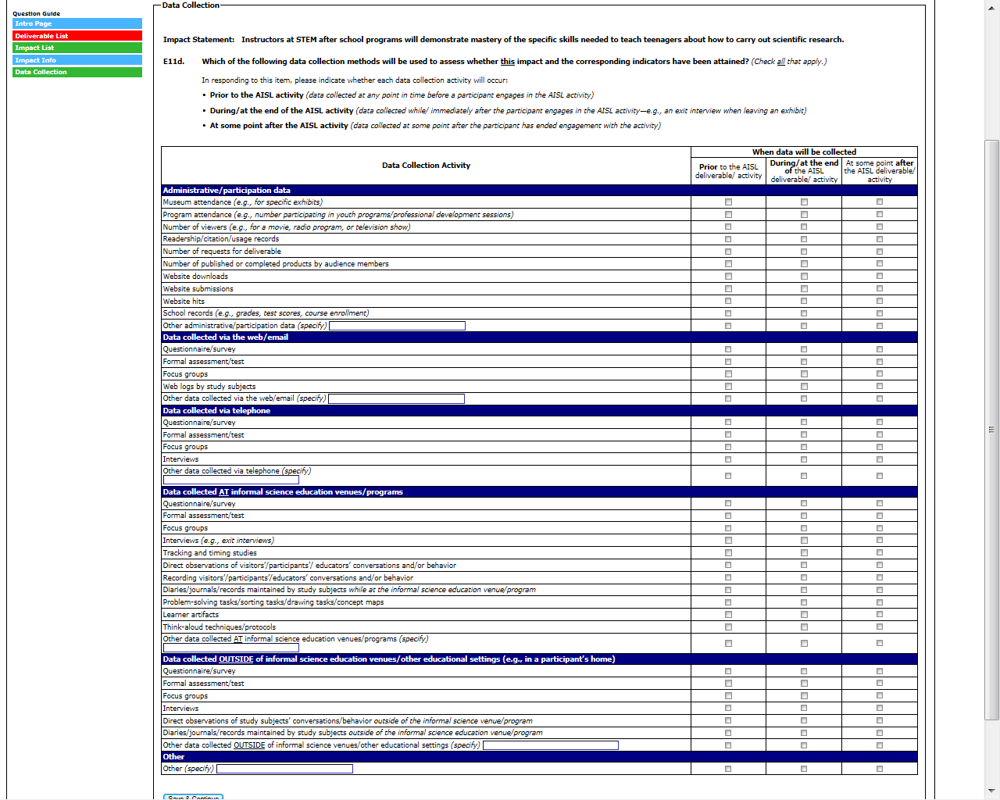 Question Guide
Intro Page
Deliverable List
Impact List
Impact Info
Data Collection
Data Collection
Impact Statement: Instructors at STEM after school programs will demonstrate mastery of the specific skills needed to teach teenagers about how to carry out scientific research.
E11d. Which of the following data collection methods will be used to assess whether this impact and the corresponding indicators have been attained? (Check all that apply.)
In responding to this item, please indicate whether each data collection activity will occur:
• Prior to the AISL activity (data collected at any point in time before a participant engages in the AISL activity)
• During/at the end of the AISL activity (data collected while/ immediately after the participant engages in the AISL activity—e.g., an exit interview when leaving an exhibit)
• At some point after the AISL activity (data collected at some point after the participant has ended engagement with the activity)
Data Collection Activity
When data will be collected
Prior to the AISL
deliverable/ activity
During/at the end
of the AISL
deliverable/ activity
At some point after
the AISL deliverable/
activity
Administrative/participation data
Museum attendance (e.g., for specific exhibits)
Program attendance (e.g., number participating in youth programs/professional development sessions)
Number of viewers (e.g., for a movie, radio program, or television show)
Readership/citation/usage records
Number of requests for deliverable
Number of published or completed products by audience members
Website downloads
Website submissions
Website hits
School records (e.g., grades, test scores, course enrollment)
Other administrative/participation data (specify)
Data collected via the web/email
Questionnaire/survey
Formal assessment/test
Focus groups
Web logs by study subjects
Other data collected via the web/email (specify)
Data collected via telephone
Questionnaire/survey
Formal assessment/test
Focus groups
Interviews
Other data collected via telephone (specify)
Data collected AT informal science education venues/programs
Questionnaire/survey
Formal assessment/test
Focus groups
Interviews (e.g., exit interviews)
Tracking and timing studies
Direct observations of visitors'/participants'/ educators' conversations and/or behavior
Recording visitors'/participants'/educators' conversations and/or behavior
Diaries/journals/records maintained by study subjects while at the informal science education venue/program
Problem-solving tasks/sorting tasks/drawing tasks/concept maps
Learner artifacts
Think-aloud techniques/protocols
Other data collected AT informal science education venues/programs (specify)
Data collected OUTSIDE of informal science education venues/other educational settings (e.g., in a participant's home)
Questionnaire/survey
Formal assessment/test
Focus groups
Interviews
Direct observations of study subjects' conversations/behavior outside of the informal science venue/program
Diaries/journals/records maintained by study subjects outside of the informal science education venue/program
Other data collected OUTSIDE of informal science venues/other educational settings (specify)
Other
Other (specify)
Save & Continue